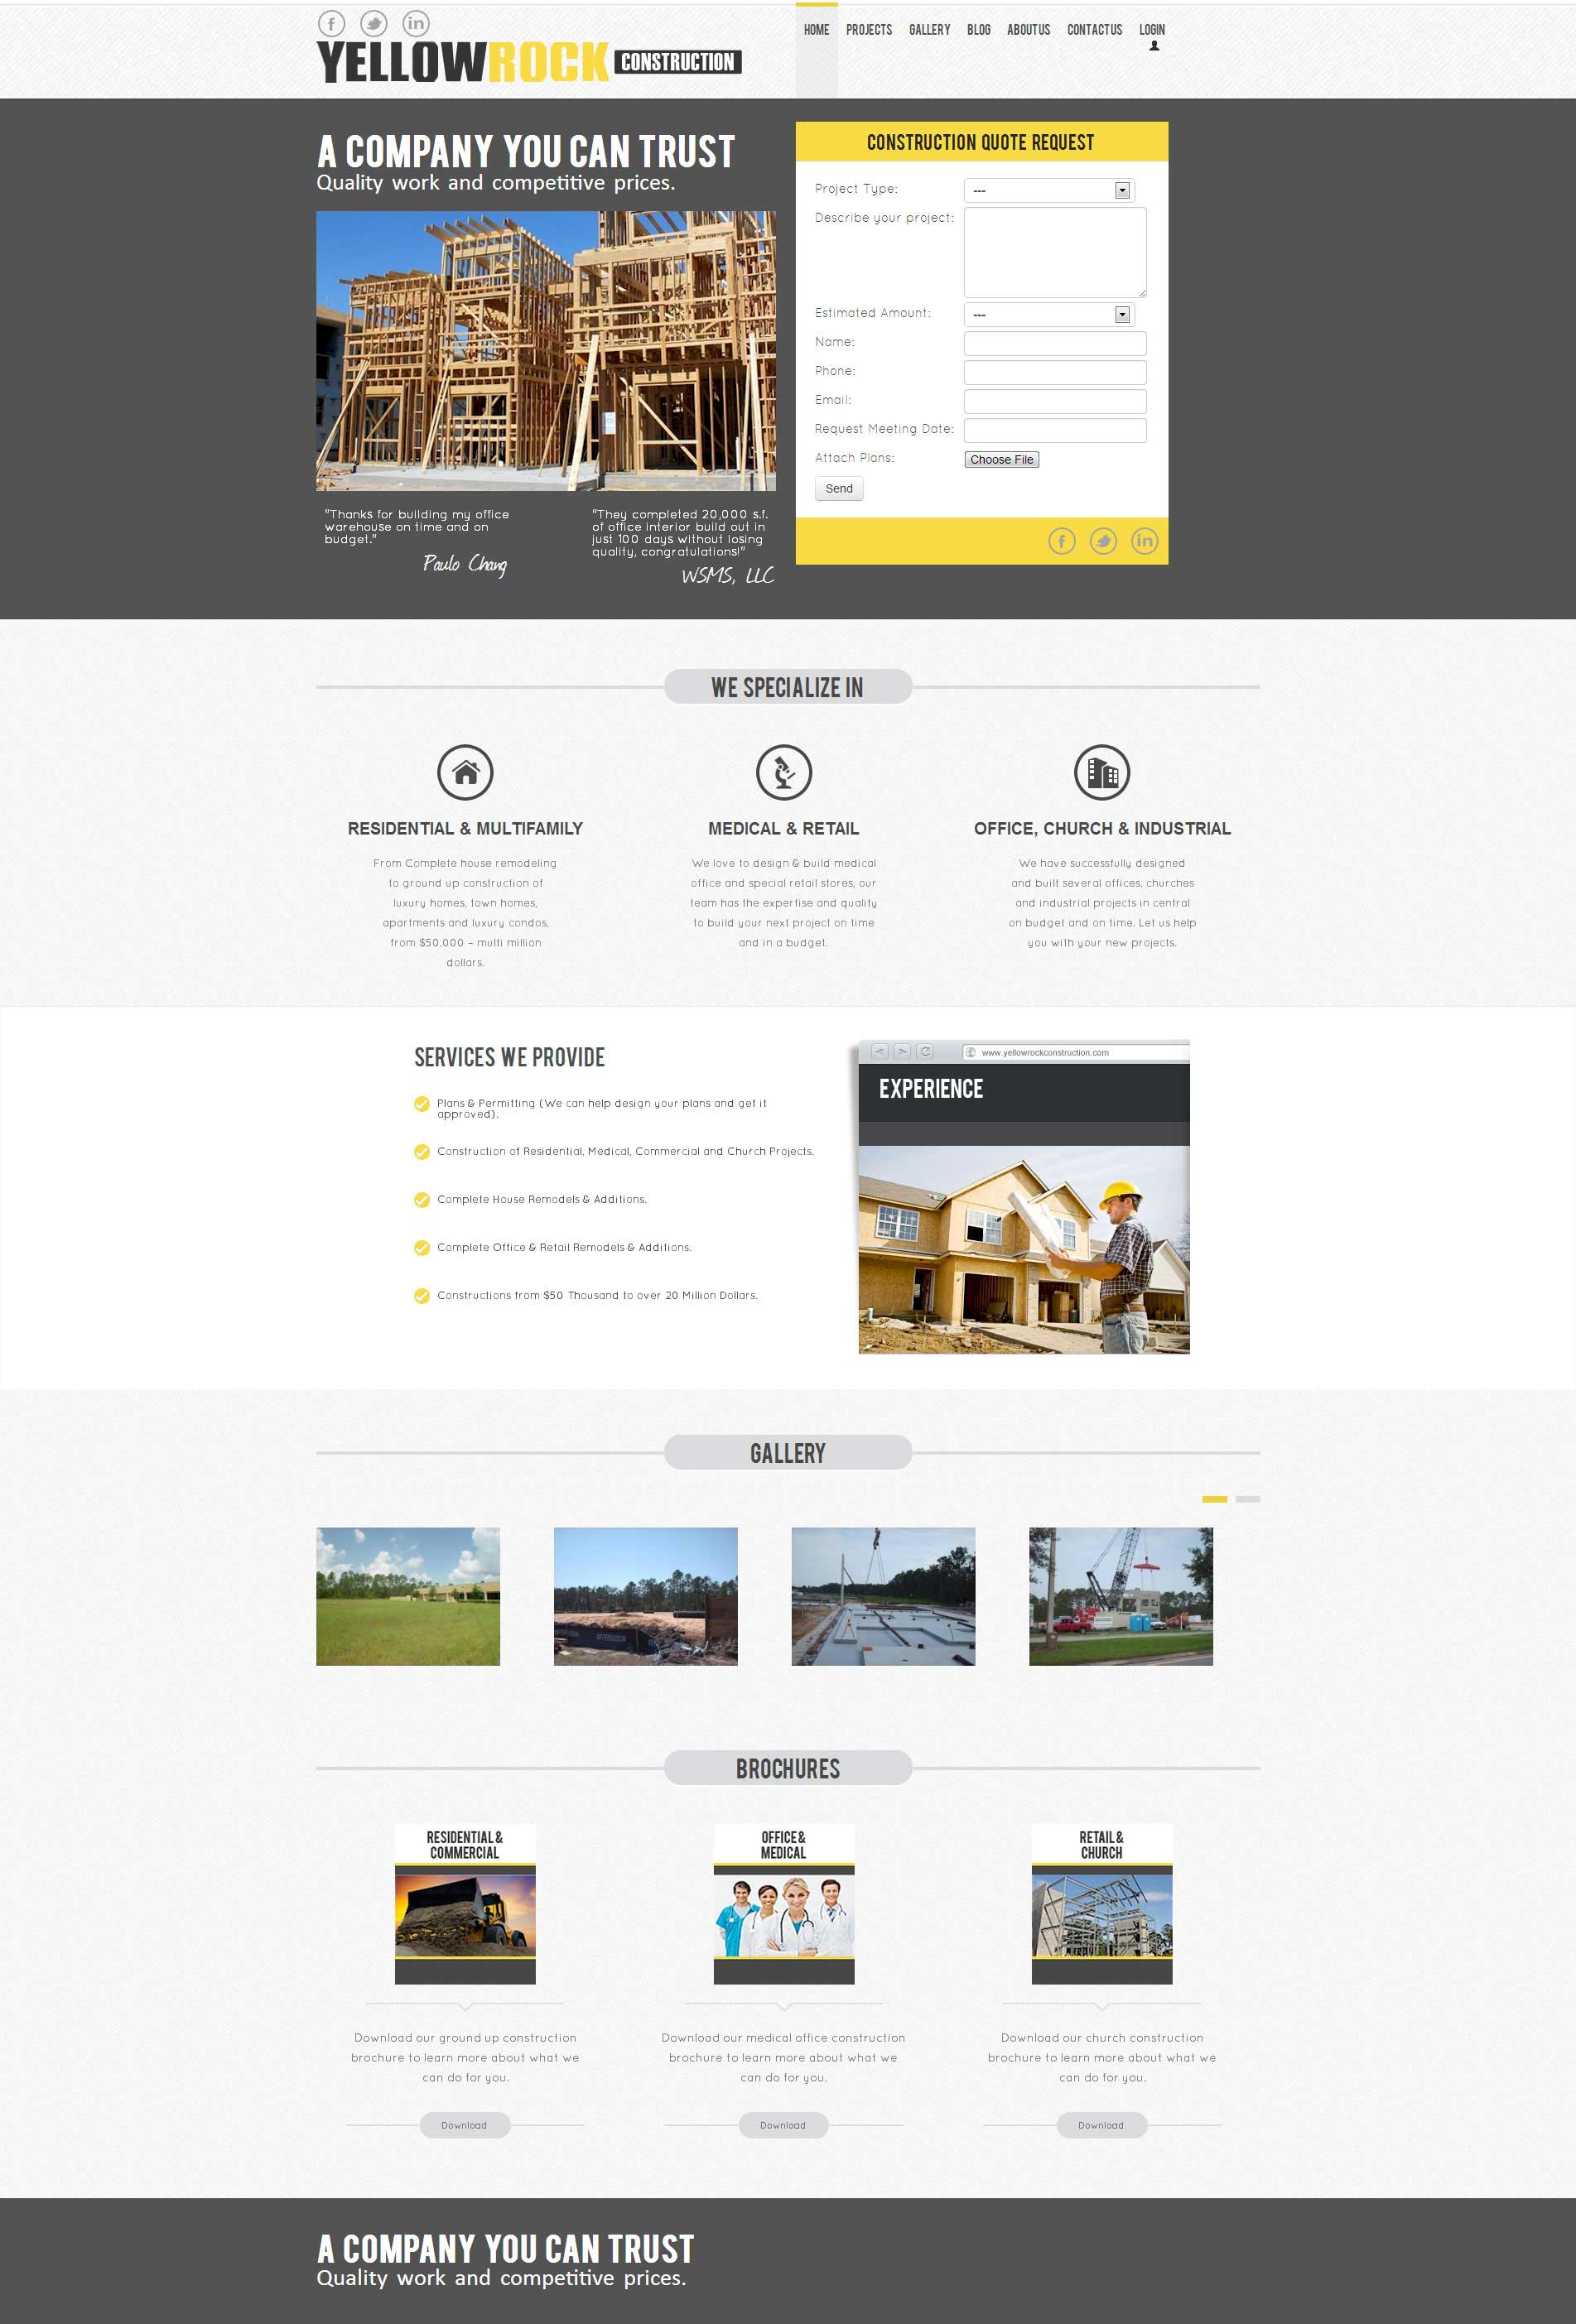 YELLOWROCK CONSTRUCTION
HOME PROJECTS GALLERY BLOG ABOUT US CONTACT US LOGIN
A COMPANY YOU CAN TRUST
Quality work and competitive prices.
"Thanks for building my office
warehouse on time and on
budget."
Paulo Chang
"They completed 20,000 s.f.
of office interior build out in
just 100 days without losing
quality, congratulations!"
WSMS, LLC
CONSTRUCTION QUOTE REQUEST
Project Type: ---
Describe your project:
Estimated Amount: ---
Name:
Phone:
Email:
Request Meeting Date:
Attach Plans: Choose File
Send
WE SPECIALIZE IN
RESIDENTIAL & MULTIFAMILY
From Complete house remodeling
to ground up construction of
luxury homes, town homes,
apartments and luxury condos,
from $50,000 – multi million
dollars.
MEDICAL & RETAIL
We love to design & build medical
office and special retail stores, our
team has the expertise and quality
to build your next project on time
and in a budget.
OFFICE, CHURCH & INDUSTRIAL
We have successfully designed
and built several offices, churches
and industrial projects in central
on budget and on time. Let us help
you with your new projects.
SERVICES WE PROVIDE
Plans & Permitting (We can help design your plans and get it
approved).
Construction of Residential, Medical, Commercial and Church Projects.
Complete House Remodels & Additions.
Complete Office & Retail Remodels & Additions.
Constructions from $50 Thousand to over 20 Million Dollars.
www.yellowrockconstruction.com
EXPERIENCE
GALLERY
BROCHURES
RESIDENTIAL &
COMMERCIAL
Download our ground up construction
brochure to learn more about what we
can do for you.
Download
OFFICE &
MEDICAL
Download our medical office construction
brochure to learn more about what we
can do for you.
Download
RETAIL &
CHURCH
Download our church construction
brochure to learn more about what we
can do for you.
Download
A COMPANY YOU CAN TRUST
Quality work and competitive prices.